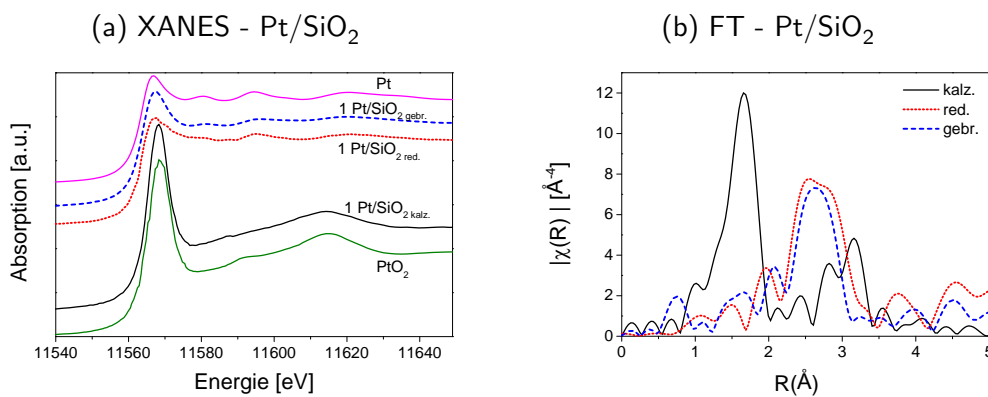 (a) XANES - Pt/SiO₂
Absorption [a.u.]
Pt
1 Pt/SiO₂ gebr.
1 Pt/SiO₂ red.
1 Pt/SiO₂ kalz.
PtO₂
11540 11560 11580 11600 11620 11640
Energie [eV]
(b) FT - Pt/SiO₂
|χ(R) | [Å⁻⁴]
12
10
8
6
4
2
0
kalz.
red.
gebr.
0 1 2 3 4 5
R(Å)